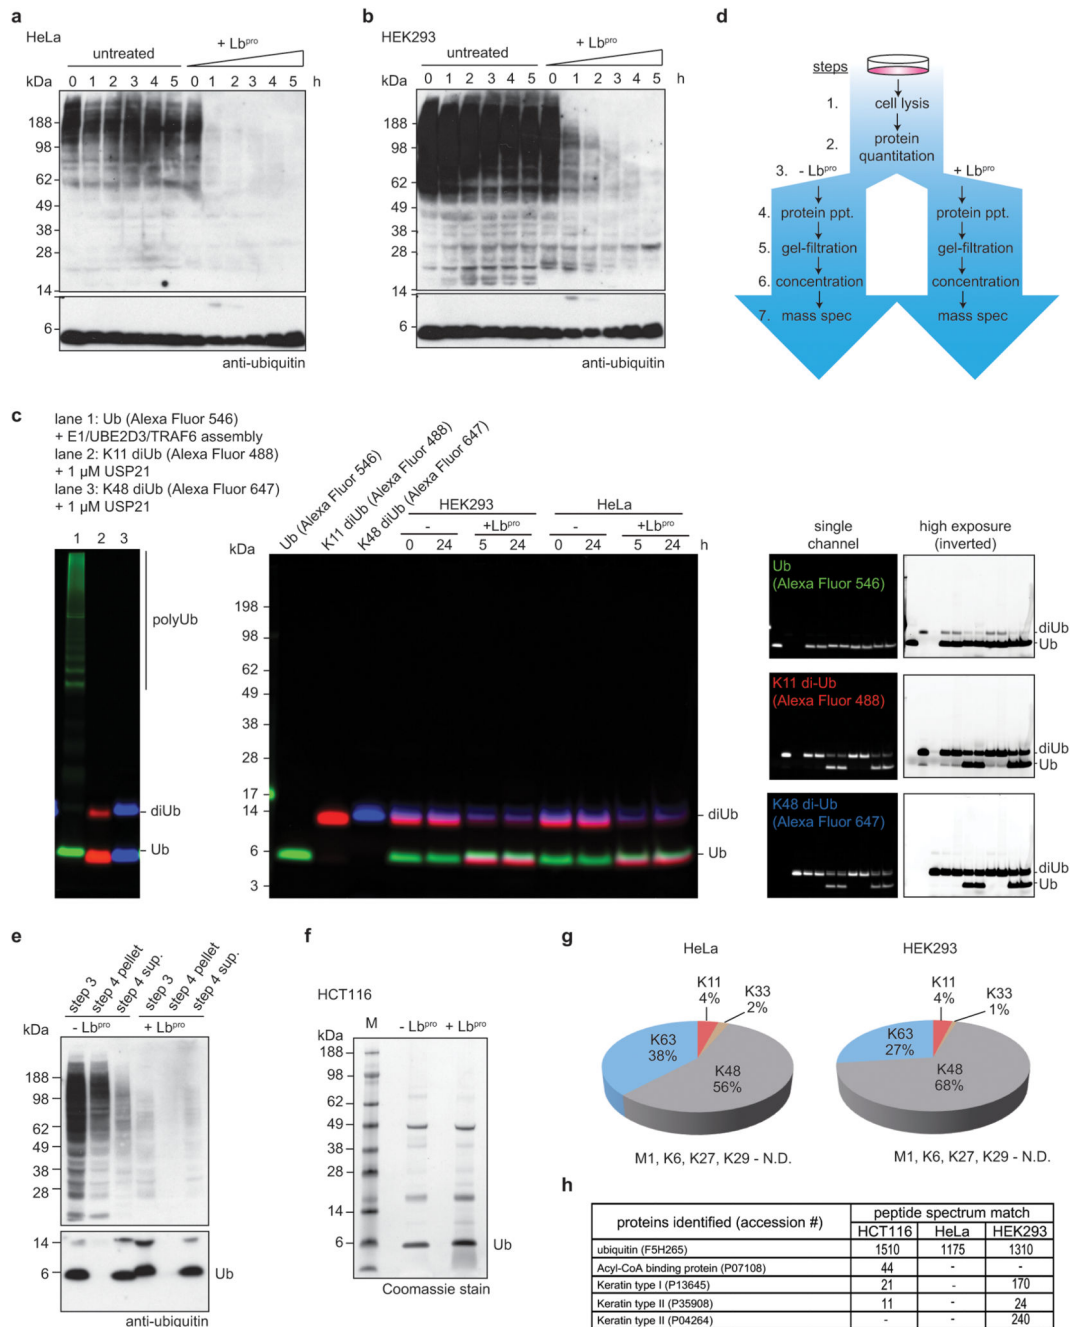 a
HeLa
untreated
+ Lbpro
kDa
0 1 2 3 4 5 0 1 2 3 4 5 h
188
98
62
49
38
28
14
6
anti-ubiquitin
b
HEK293
untreated
+ Lbpro
kDa
0 1 2 3 4 5 0 1 2 3 4 5 h
188
98
62
49
38
28
14
6
anti-ubiquitin
d
steps
1. cell lysis
2. protein quantitation
3. - Lbpro + Lbpro
4. protein ppt. protein ppt.
5. gel-filtration gel-filtration
6. concentration concentration
7. mass spec mass spec
c
lane 1: Ub (Alexa Fluor 546)
+ E1/UBE2D3/TRAF6 assembly
lane 2: K11 diUb (Alexa Fluor 488)
+ 1 µM USP21
lane 3: K48 diUb (Alexa Fluor 647)
+ 1 µM USP21
1 2 3
polyUb
diUb
Ub
Ub (Alexa Fluor 546)
K11 diUb (Alexa Fluor 488)
K48 diUb (Alexa Fluor 647)
HEK293 HeLa
- +Lbpro - +Lbpro
kDa
0 24 5 24 0 24 5 24 h
198
98
62
49
38
28
17
14
6
3
diUb
Ub
single channel
high exposure (inverted)
Ub
(Alexa Fluor 546)
diUb
Ub
K11 di-Ub
(Alexa Fluor 488)
diUb
Ub
K48 di-Ub
(Alexa Fluor 647)
diUb
Ub
e
step 3
step 4 pellet
step 4 sup.
step 3
step 4 pellet
step 4 sup.
kDa
- Lbpro + Lbpro
188
98
62
49
38
28
14
6
Ub
anti-ubiquitin
f
HCT116
M - Lbpro + Lbpro
kDa
188
98
62
49
38
28
14
6
Ub
Coomassie stain
g
HeLa
K11
4%
K33
2%
K63
38%
K48
56%
M1, K6, K27, K29 - N.D.
HEK293
K11
4%
K33
1%
K63
27%
K48
68%
M1, K6, K27, K29 - N.D.
h
proteins identified (accession #) peptide spectrum match
HCT116 HeLa HEK293
ubiquitin (F5H265) 1510 1175 1310
Acyl-CoA binding protein (P07108) 44 - -
Keratin type I (P13645) 21 - 170
Keratin type II (P35908) 11 - 24
Keratin type II (P04264) - - 240